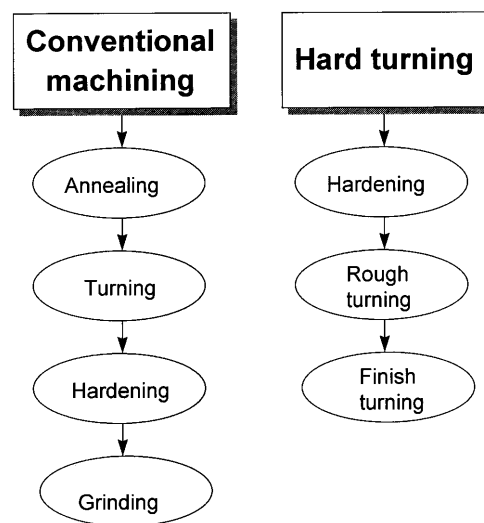 Conventional
machining
Annealing
Turning
Hardening
Grinding
Hard turning
Hardening
Rough
turning
Finish
turning